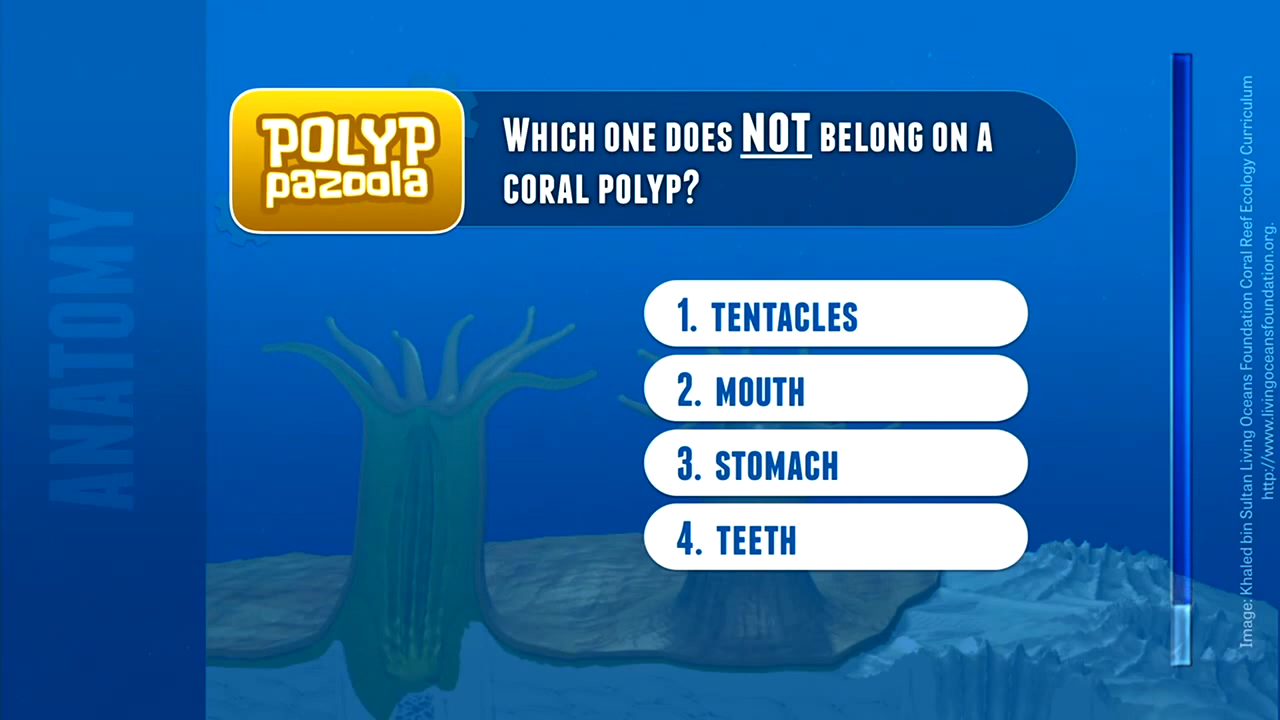 ANATOMY
POLYP
pazoola
WHICH ONE DOES NOT BELONG ON A
CORAL POLYP?
1. TENTACLES
2. MOUTH
3. STOMACH
4. TEETH
Image: Khaled bin Sultan Living Oceans Foundation Coral Reef Ecology Curriculum
http://www.livingoceansfoundation.org.